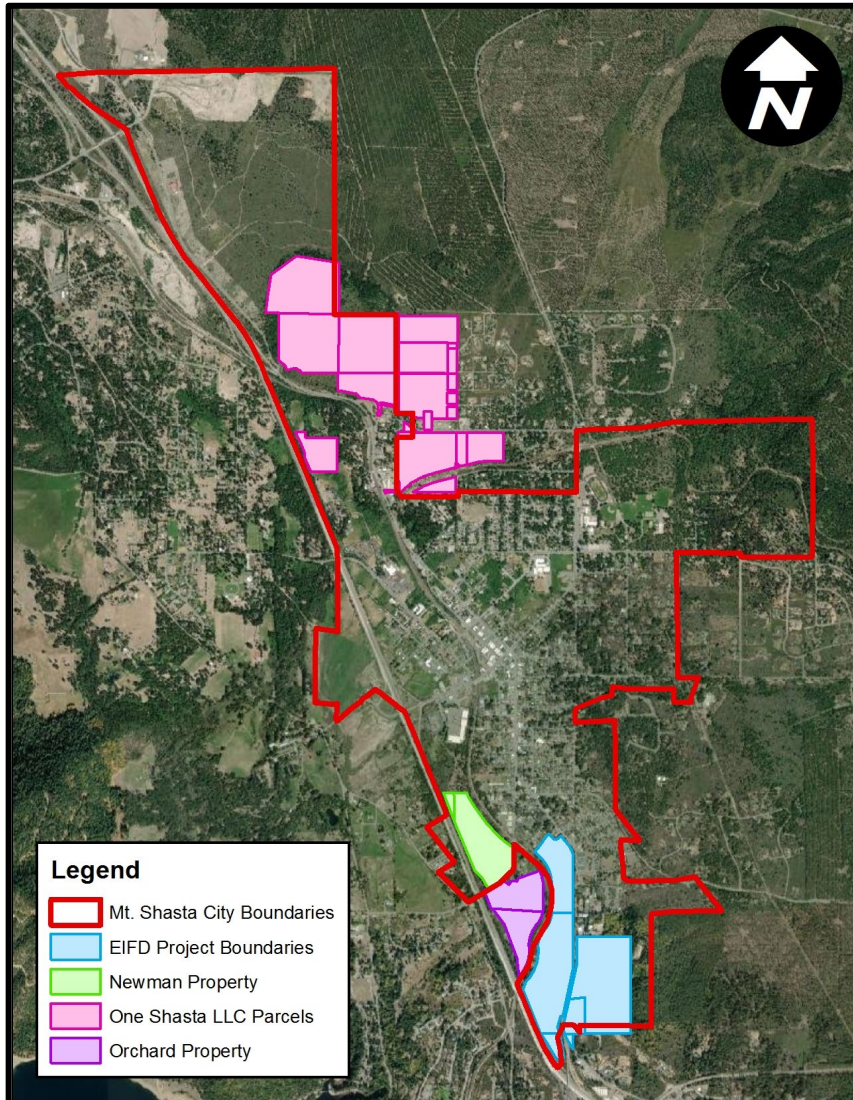 N
Legend
Mt. Shasta City Boundaries
EIFD Project Boundaries
Newman Property
One Shasta LLC Parcels
Orchard Property